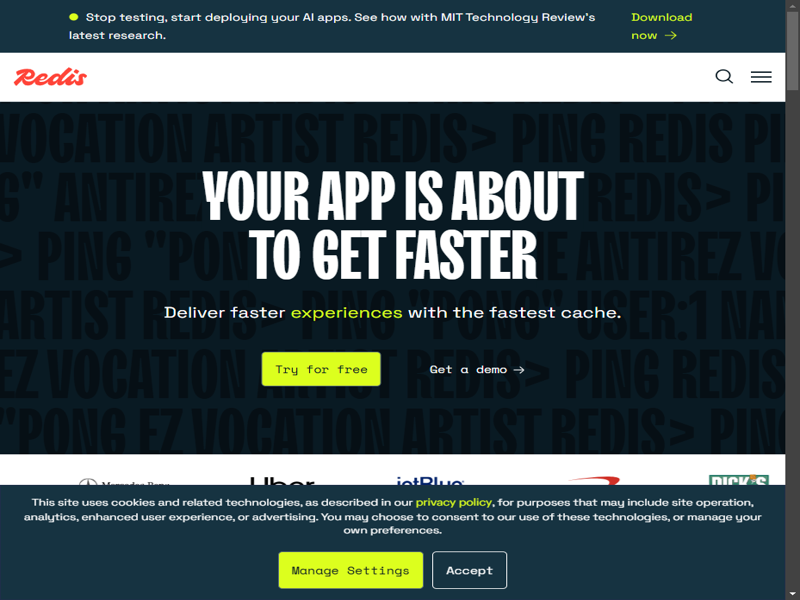 Stop testing, start deploying your AI apps. See how with MIT Technology Review's
latest research.
Download
now →
Redis
VOCATION ARTIST REDIS> PING REDIS PI
G" ANTIREZ REDIS> PI
> PING "PONG ANTIREZ VO
ARTIST REDIS> PING "PONG" USER:1 NAM
EZ VOCATION ARTIST REDIS> PING REDIS
"PONG EZ VOCATION ARTIST REDIS> PING
YOUR APP IS ABOUT
TO GET FASTER
Deliver faster experiences with the fastest cache.
Try for free
Get a demo →
Mercedes-Benz
Uber
jetBlue
DICK'S
This site uses cookies and related technologies, as described in our privacy policy, for purposes that may include site operation,
analytics, enhanced user experience, or advertising. You may choose to consent to our use of these technologies, or manage your
own preferences.
Manage Settings
Accept